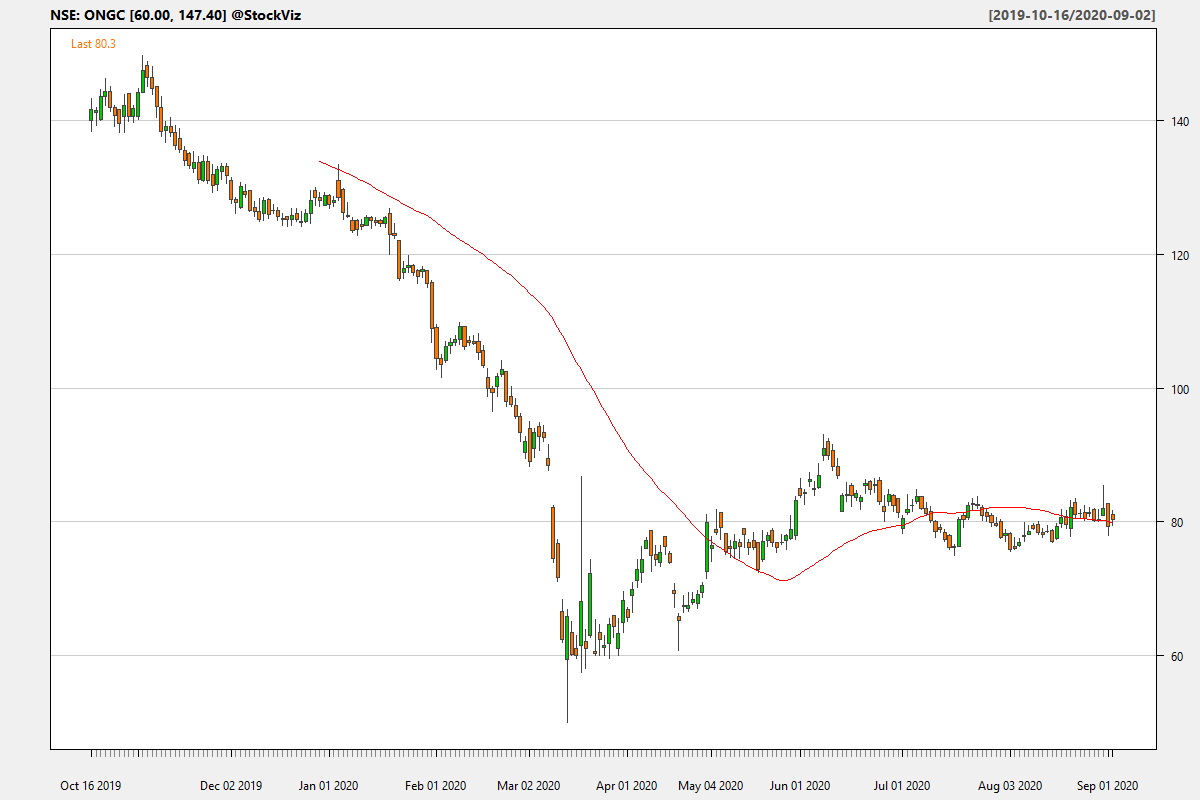 NSE: ONGC [60.00, 147.40] @StockViz [2019-10-16/2020-09-02]
Last 80.3
140
120
100
80
60
Oct 16 2019 Dec 02 2019 Jan 01 2020 Feb 01 2020 Mar 02 2020 Apr 01 2020 May 04 2020 Jun 01 2020 Jul 01 2020 Aug 03 2020 Sep 01 2020